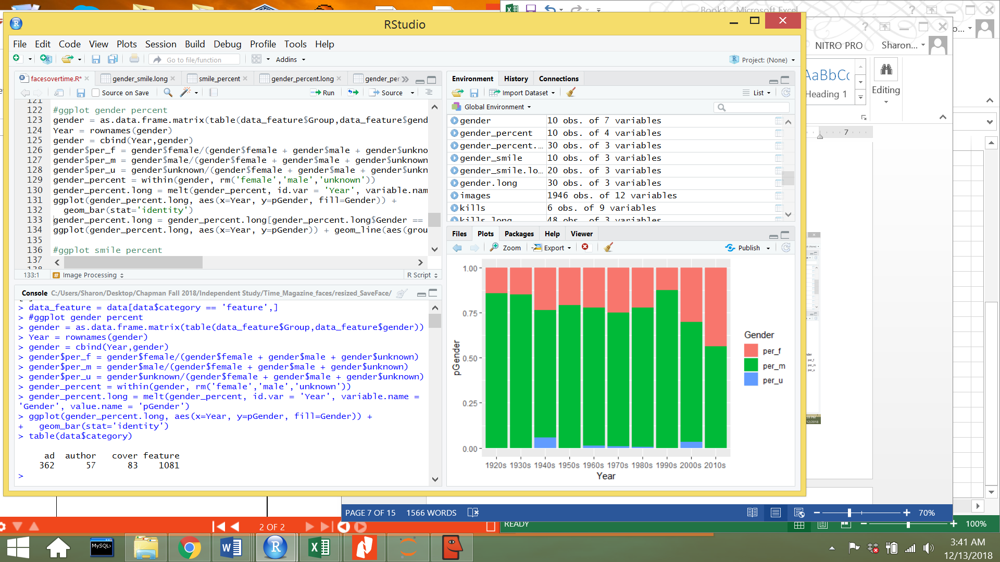 Book1 - Microsoft Excel
RStudio
File Edit Code View Plots Session Build Debug Profile Tools Help
Go to file/function
Addins
Project: (None)
NITRO PRO
Sharon...
facesovertime.R*
gender_smile.long
smile_percent
gender_percent.long
gender_per
Source on Save
Run
Source
121
122 #ggplot gender percent
123 gender = as.data.frame.matrix(table(data_feature$Group,data_feature$gend
124 Year = rownames(gender)
125 gender = cbind(Year,gender)
126 gender$per_f = gender$female/(gender$female + gender$male + gender$unkno
127 gender$per_m = gender$male/(gender$female + gender$male + gender$unknown
128 gender$per_u = gender$unknown/(gender$female + gender$male + gender$unkn
129 gender_percent = within(gender, rm('female','male','unknown'))
130 gender_percent.long = melt(gender_percent, id.var = 'Year', variable.nam
131 ggplot(gender_percent.long, aes(x=Year, y=pGender, fill=Gender)) +
132   geom_bar(stat='identity')
133 gender_percent.long = gender_percent.long[gender_percent.long$Gender ==
134 ggplot(gender_percent.long, aes(x=Year, y=pGender)) + geom_line(aes(grou
135
136 #ggplot smile percent
137
133:1
Image Processing
R Script
Console C:/Users/Sharon/Desktop/Chapman Fall 2018/Independent Study/Time_Magazine_faces/resized_SaveFace/
> data_feature = data[data$category == 'feature',]
> #ggplot gender percent
> gender = as.data.frame.matrix(table(data_feature$Group,data_feature$gender))
> Year = rownames(gender)
> gender = cbind(Year,gender)
> gender$per_f = gender$female/(gender$female + gender$male + gender$unknown)
> gender$per_m = gender$male/(gender$female + gender$male + gender$unknown)
> gender$per_u = gender$unknown/(gender$female + gender$male + gender$unknown)
> gender_percent = within(gender, rm('female','male','unknown'))
> gender_percent.long = melt(gender_percent, id.var = 'Year', variable.name =
'Gender', value.name = 'pGender')
> ggplot(gender_percent.long, aes(x=Year, y=pGender, fill=Gender)) +
+   geom_bar(stat='identity')
> table(data$category)
ad author cover feature
362 57 83 1081
>
Environment History Connections
Import Dataset
List
Global Environment
gender 10 obs. of 7 variables
gender_percent 10 obs. of 4 variables
gender_percent.… 30 obs. of 3 variables
gender_smile 10 obs. of 3 variables
gender_smile.lo… 20 obs. of 3 variables
gender.long 30 obs. of 3 variables
images 1946 obs. of 12 variables
kills 6 obs. of 9 variables
kills.long 48 obs. of 3 variables
Files Plots Packages Help Viewer
Zoom
Export
Publish
1.00
0.75
0.50
0.25
0.00
pGender
1920s 1930s 1940s 1950s 1960s 1970s 1980s 1990s 2000s 2010s
Year
Gender
per_f
per_m
per_u
AaBbCc
Heading 1
Editing
7
PAGE 7 OF 15
1566 WORDS
70%
2 OF 2
READY
100%
MySQL>
3:41 AM
12/13/2018